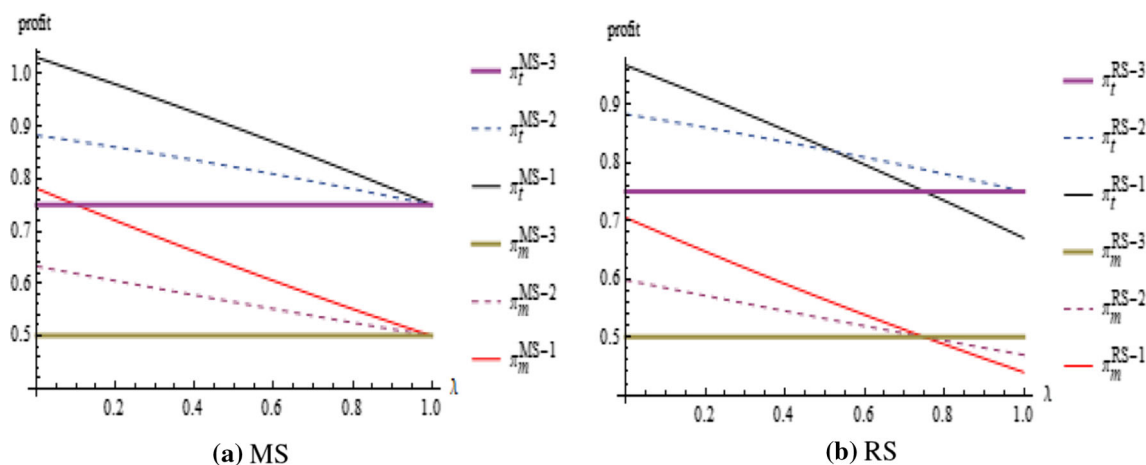 profit
1.0
0.9
0.8
0.7
0.6
0.5
0.2 0.4 0.6 0.8 1.0 λ
π_t^{MS-3}
π_t^{MS-2}
π_t^{MS-1}
π_m^{MS-3}
π_m^{MS-2}
π_m^{MS-1}
(a) MS
profit
0.9
0.8
0.7
0.6
0.5
0.2 0.4 0.6 0.8 1.0 λ
π_t^{RS-3}
π_t^{RS-2}
π_t^{RS-1}
π_m^{RS-3}
π_m^{RS-2}
π_m^{RS-1}
(b) RS